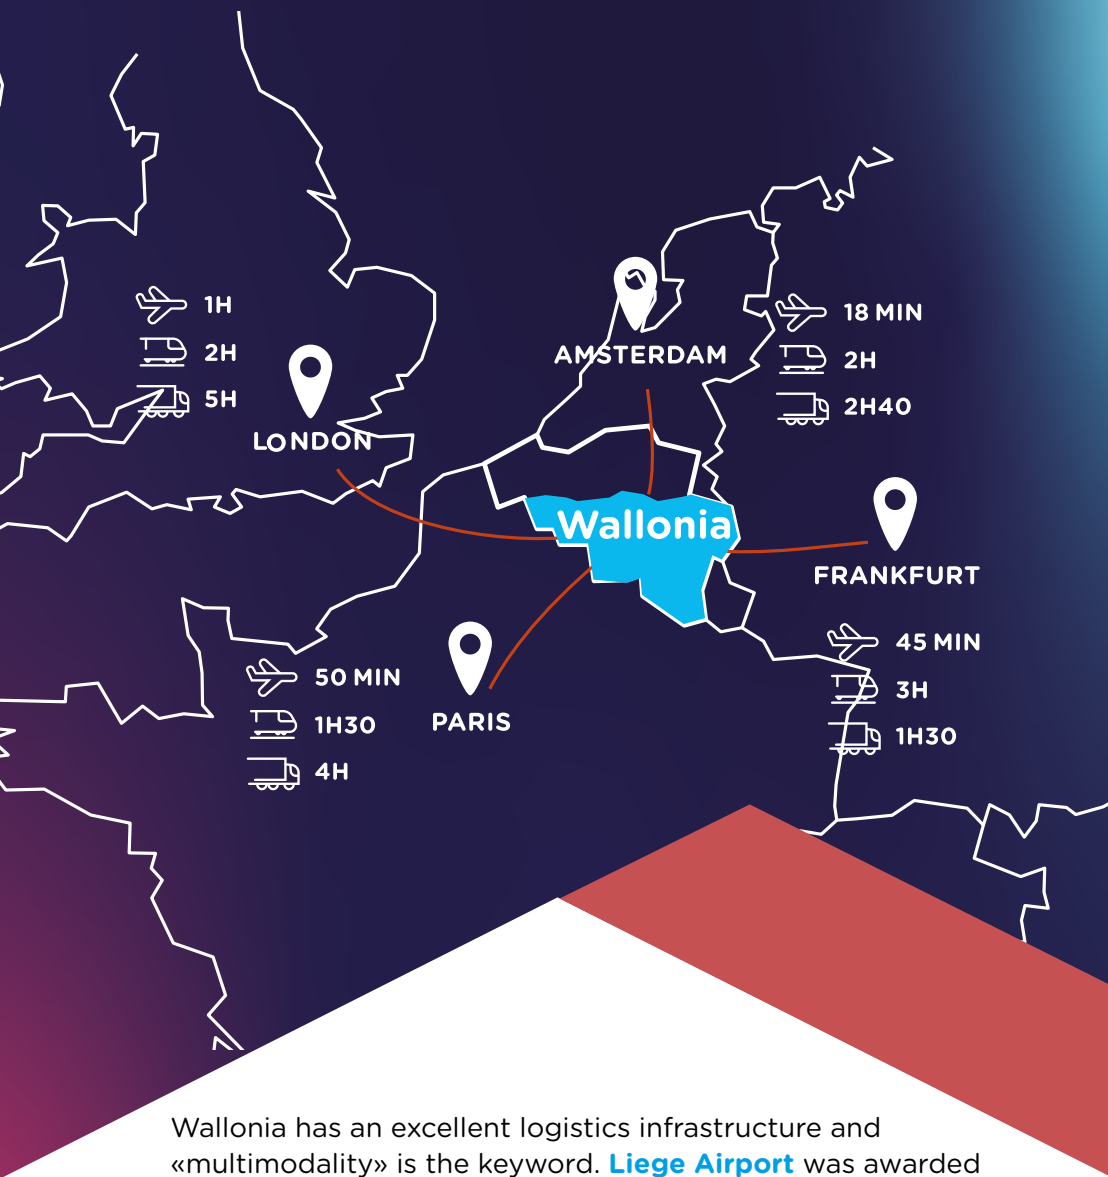 1H
2H
5H
LONDON
AMSTERDAM
18 MIN
2H
2H40
Wallonia
FRANKFURT
45 MIN
3H
1H30
50 MIN
1H30
4H
PARIS
Wallonia has an excellent logistics infrastructure and
«multimodality» is the keyword. Liege Airport was awarded